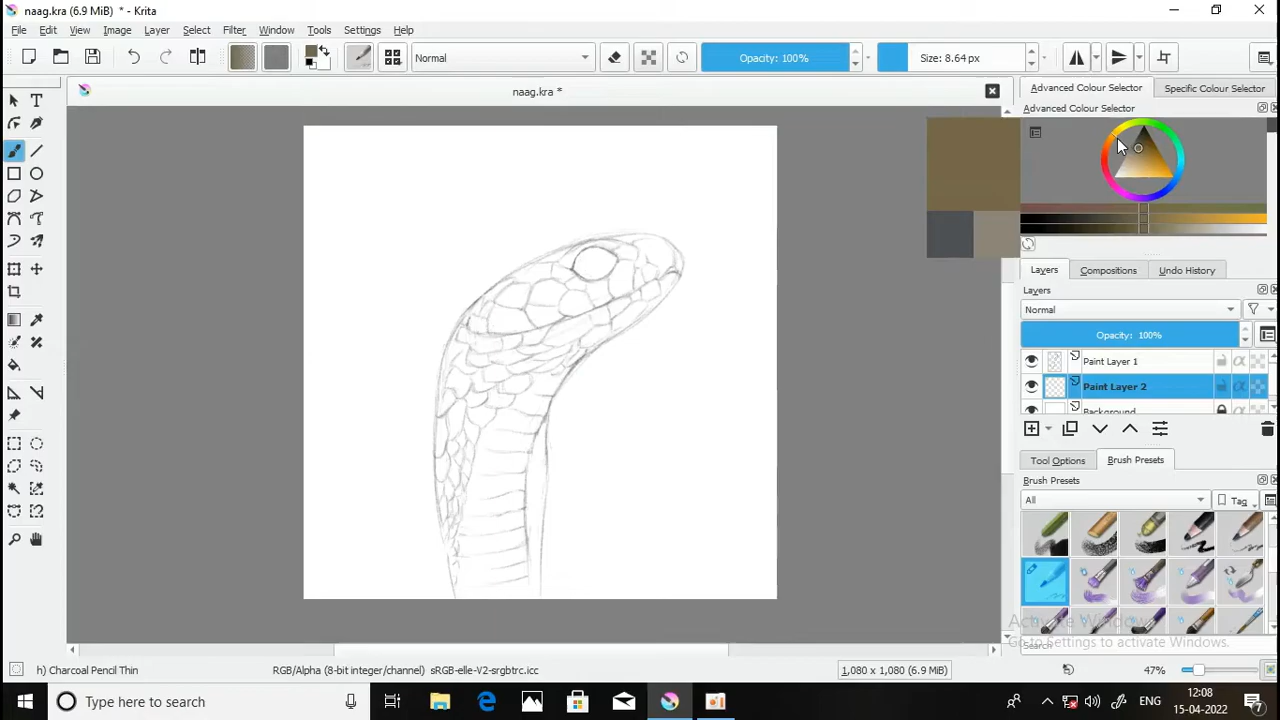 naag.kra (6.9 MiB) * - Krita
File Edit View Image Layer Select Filter Window Tools Settings Help
Normal Opacity: 100% Size: 8.64 px
naag.kra *
Advanced Colour Selector Specific Colour Selector
Advanced Colour Selector
Layers Compositions Undo History
Layers
Normal
Opacity: 100%
Paint Layer 1
Paint Layer 2
Background
Tool Options Brush Presets
Brush Presets
All Tag
Activate Windows
Go to Settings to activate Windows.
Search
h) Charcoal Pencil Thin RGB/Alpha (8-bit integer/channel) sRGB-elle-V2-srgbtrc.icc 1,080 x 1,080 (6.9 MiB) 47%
Type here to search ENG 12:08
15-04-2022 7